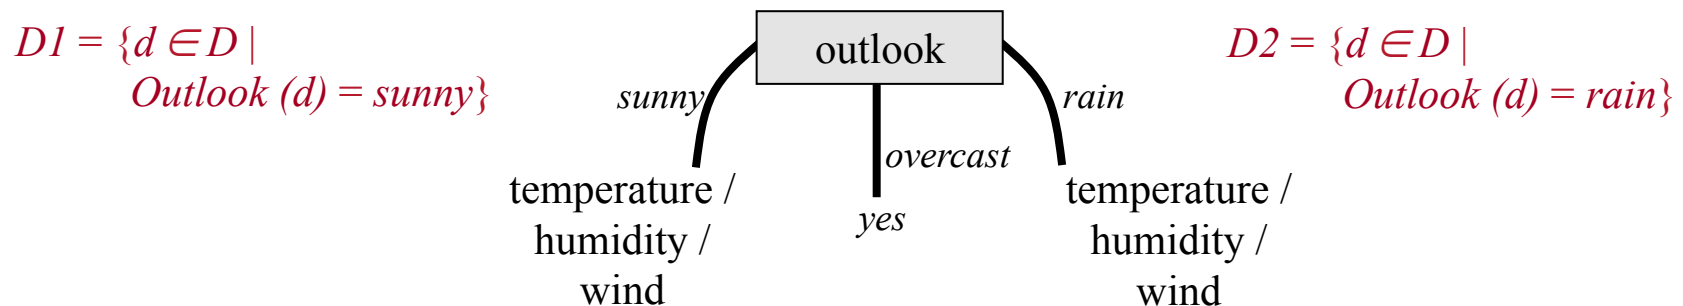 D1 = {d ∈ D |
Outlook (d) = sunny}
outlook
D2 = {d ∈ D |
Outlook (d) = rain}
sunny
rain
overcast
temperature /
humidity /
wind
yes
temperature /
humidity /
wind